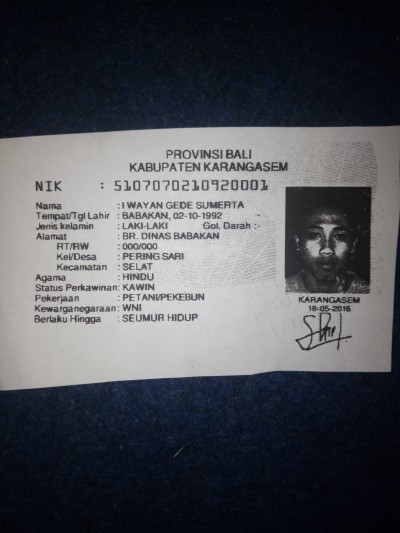 PROVINSI BALI
KABUPATEN KARANGASEM
NIK : 5107070210920001
Nama : I WAYAN GEDE SUMERTA
Tempat/Tgl Lahir : BABAKAN, 02-10-1992
Jenis kelamin : LAKI-LAKI Gol. Darah :-
Alamat : BR. DINAS BABAKAN
RT/RW : 000/000
Kel/Desa : PERING SARI
Kecamatan : SELAT
Agama : HINDU
Status Perkawinan: KAWIN
Pekerjaan : PETANI/PEKEBUN
Kewarganegaraan: WNI
Berlaku Hingga : SEUMUR HIDUP
KARANGASEM
18-05-2016